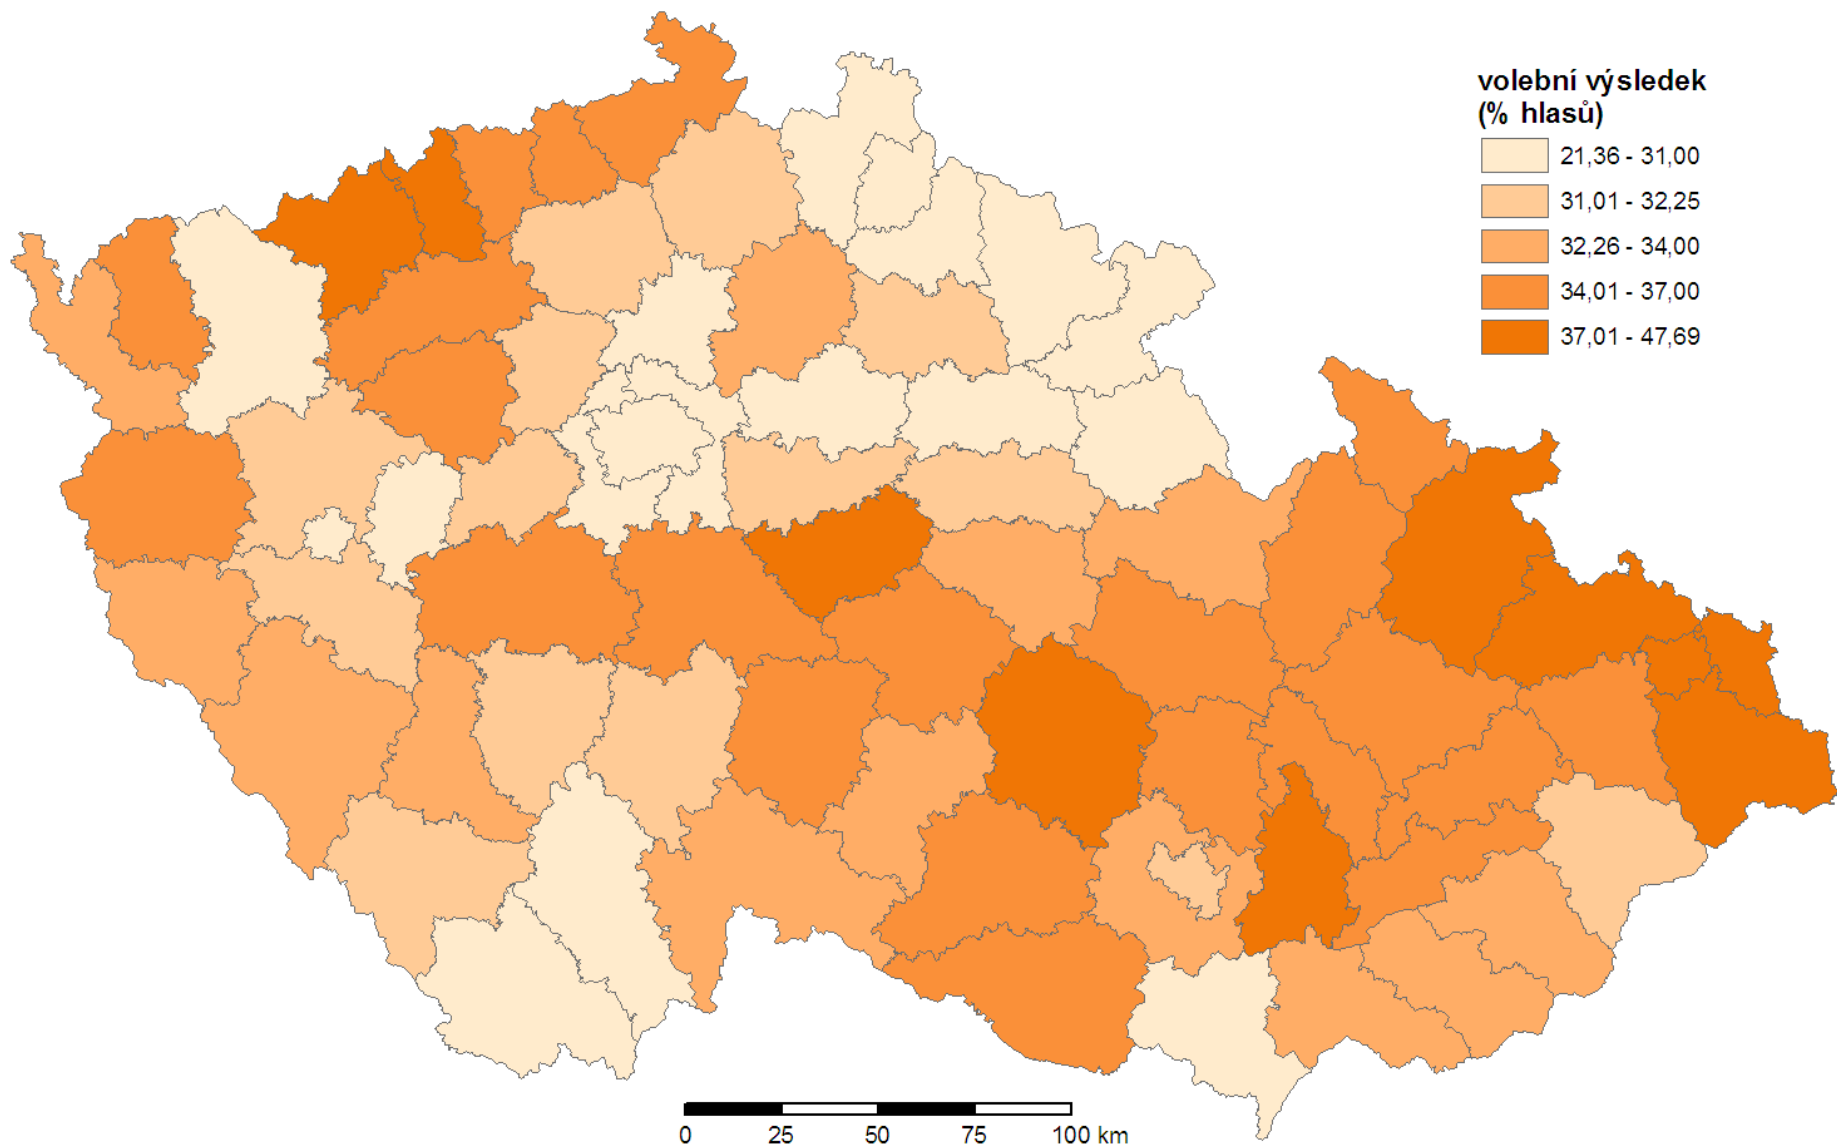 volební výsledek
(% hlasů)
21,36 - 31,00
31,01 - 32,25
32,26 - 34,00
34,01 - 37,00
37,01 - 47,69
0 25 50 75 100 km